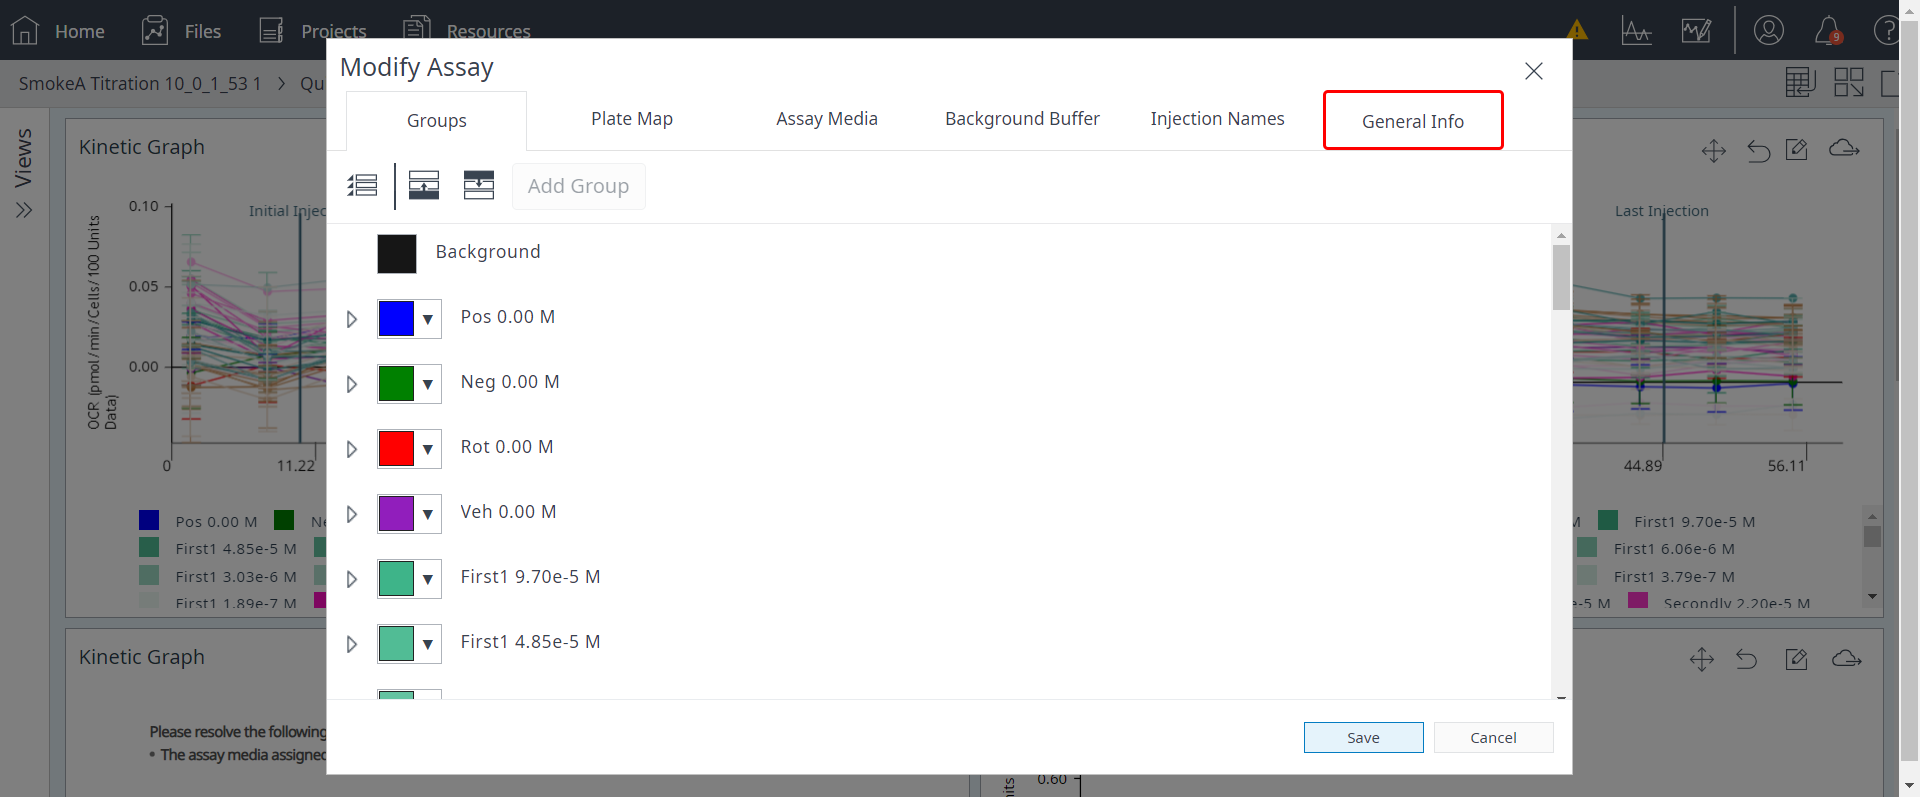 Home
Files
Projects
Resources
9
SmokeA Titration 10_0_1_53 1
Qu
Views
Modify Assay
Groups
Plate Map
Assay Media
Background Buffer
Injection Names
General Info
Add Group
Background
Pos 0.00 M
Neg 0.00 M
Rot 0.00 M
Veh 0.00 M
First1 9.70e-5 M
First1 4.85e-5 M
Save
Cancel
Kinetic Graph
OCR (pmol/min/Cells/100 Units
Data)
0.10
0.05
0.00
Initial Injec
0
11.22
Pos 0.00 M
Ne
First1 4.85e-5 M
First1 3.03e-6 M
First1 1.89e-7 M
Last Injection
44.89
56.11
M
First1 9.70e-5 M
First1 6.06e-6 M
First1 3.79e-7 M
e-5 M
Secondly 2.20e-5 M
Kinetic Graph
Please resolve the following
• The assay media assigned
0.60